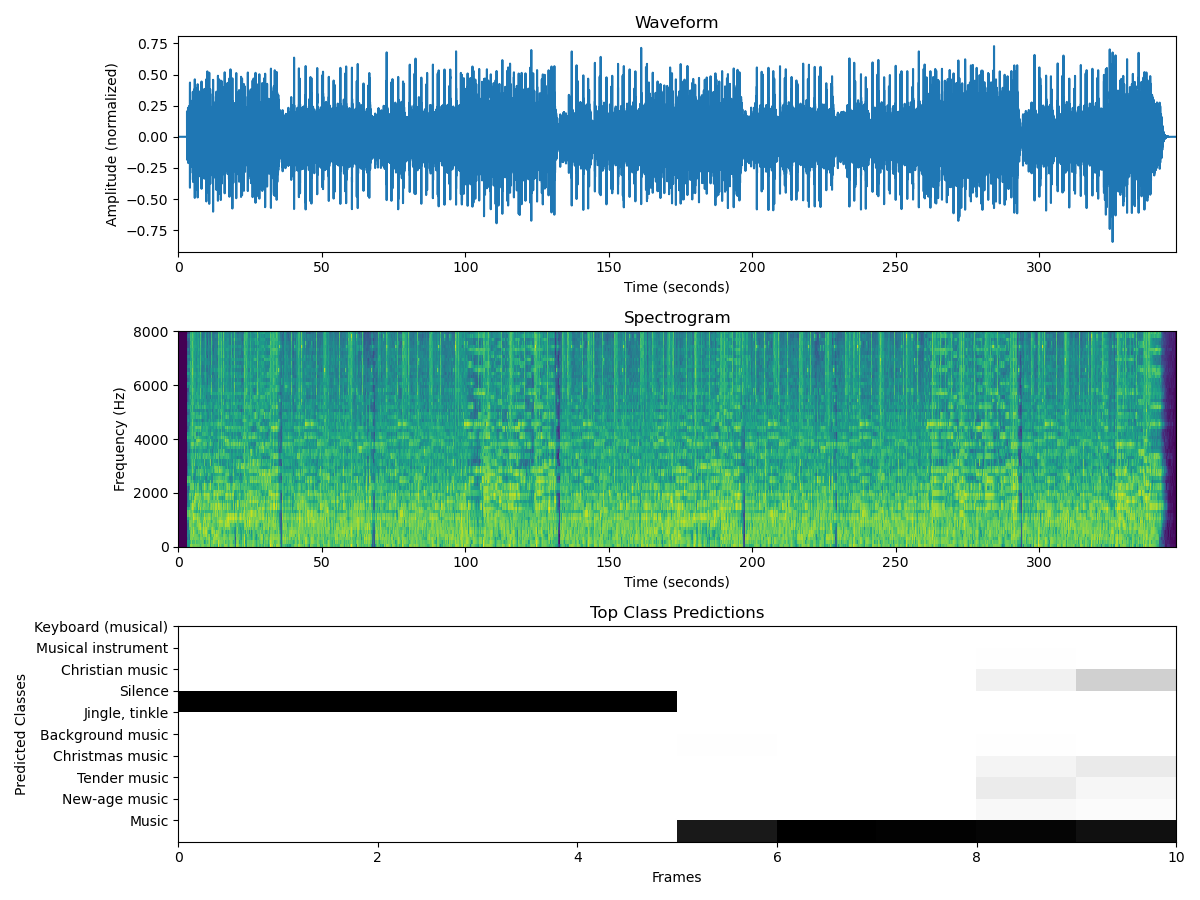 Waveform
Amplitude (normalized)
0.75
0.50
0.25
0.00
−0.25
−0.50
−0.75
0 50 100 150 200 250 300
Time (seconds)
Spectrogram
Frequency (Hz)
8000
6000
4000
2000
0
0 50 100 150 200 250 300
Time (seconds)
Top Class Predictions
Predicted Classes
Keyboard (musical)
Musical instrument
Christian music
Silence
Jingle, tinkle
Background music
Christmas music
Tender music
New-age music
Music
0 2 4 6 8 10
Frames